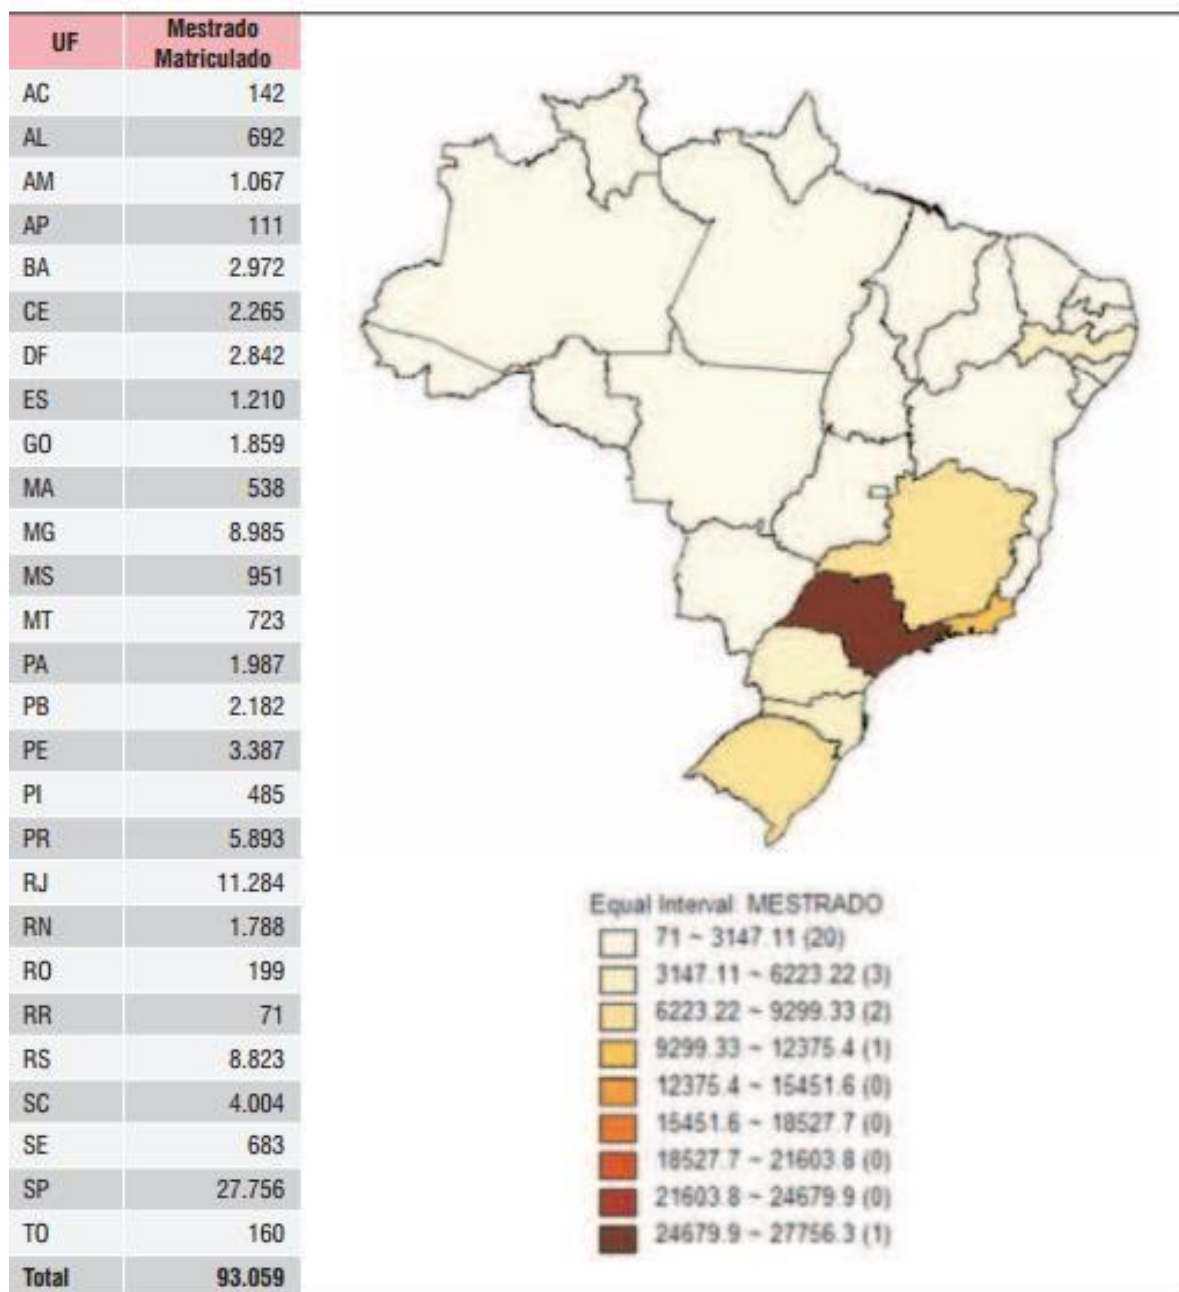 UF Mestrado Matriculado
AC 142
AL 692
AM 1.067
AP 111
BA 2.972
CE 2.265
DF 2.842
ES 1.210
GO 1.859
MA 538
MG 8.985
MS 951
MT 723
PA 1.987
PB 2.182
PE 3.387
PI 485
PR 5.893
RJ 11.284
RN 1.788
RO 199
RR 71
RS 8.823
SC 4.004
SE 683
SP 27.756
TO 160
Total 93.059
Equal Interval: MESTRADO
71 ~ 3147.11 (20)
3147.11 ~ 6223.22 (3)
6223.22 ~ 9299.33 (2)
9299.33 ~ 12375.4 (1)
12375.4 ~ 15451.6 (0)
15451.6 ~ 18527.7 (0)
18527.7 ~ 21603.8 (0)
21603.8 ~ 24679.9 (0)
24679.9 ~ 27756.3 (1)